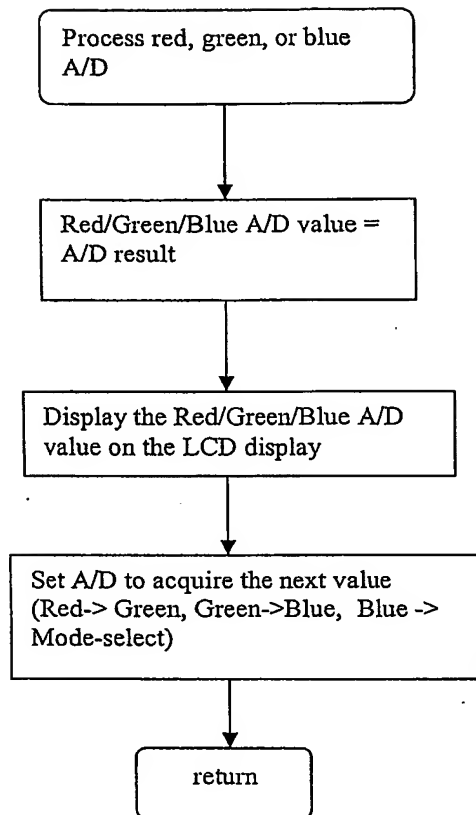 Process red, green, or blue
A/D
Red/Green/Blue A/D value =
A/D result
Display the Red/Green/Blue A/D
value on the LCD display
Set A/D to acquire the next value
(Red-> Green, Green->Blue, Blue ->
Mode-select)
return